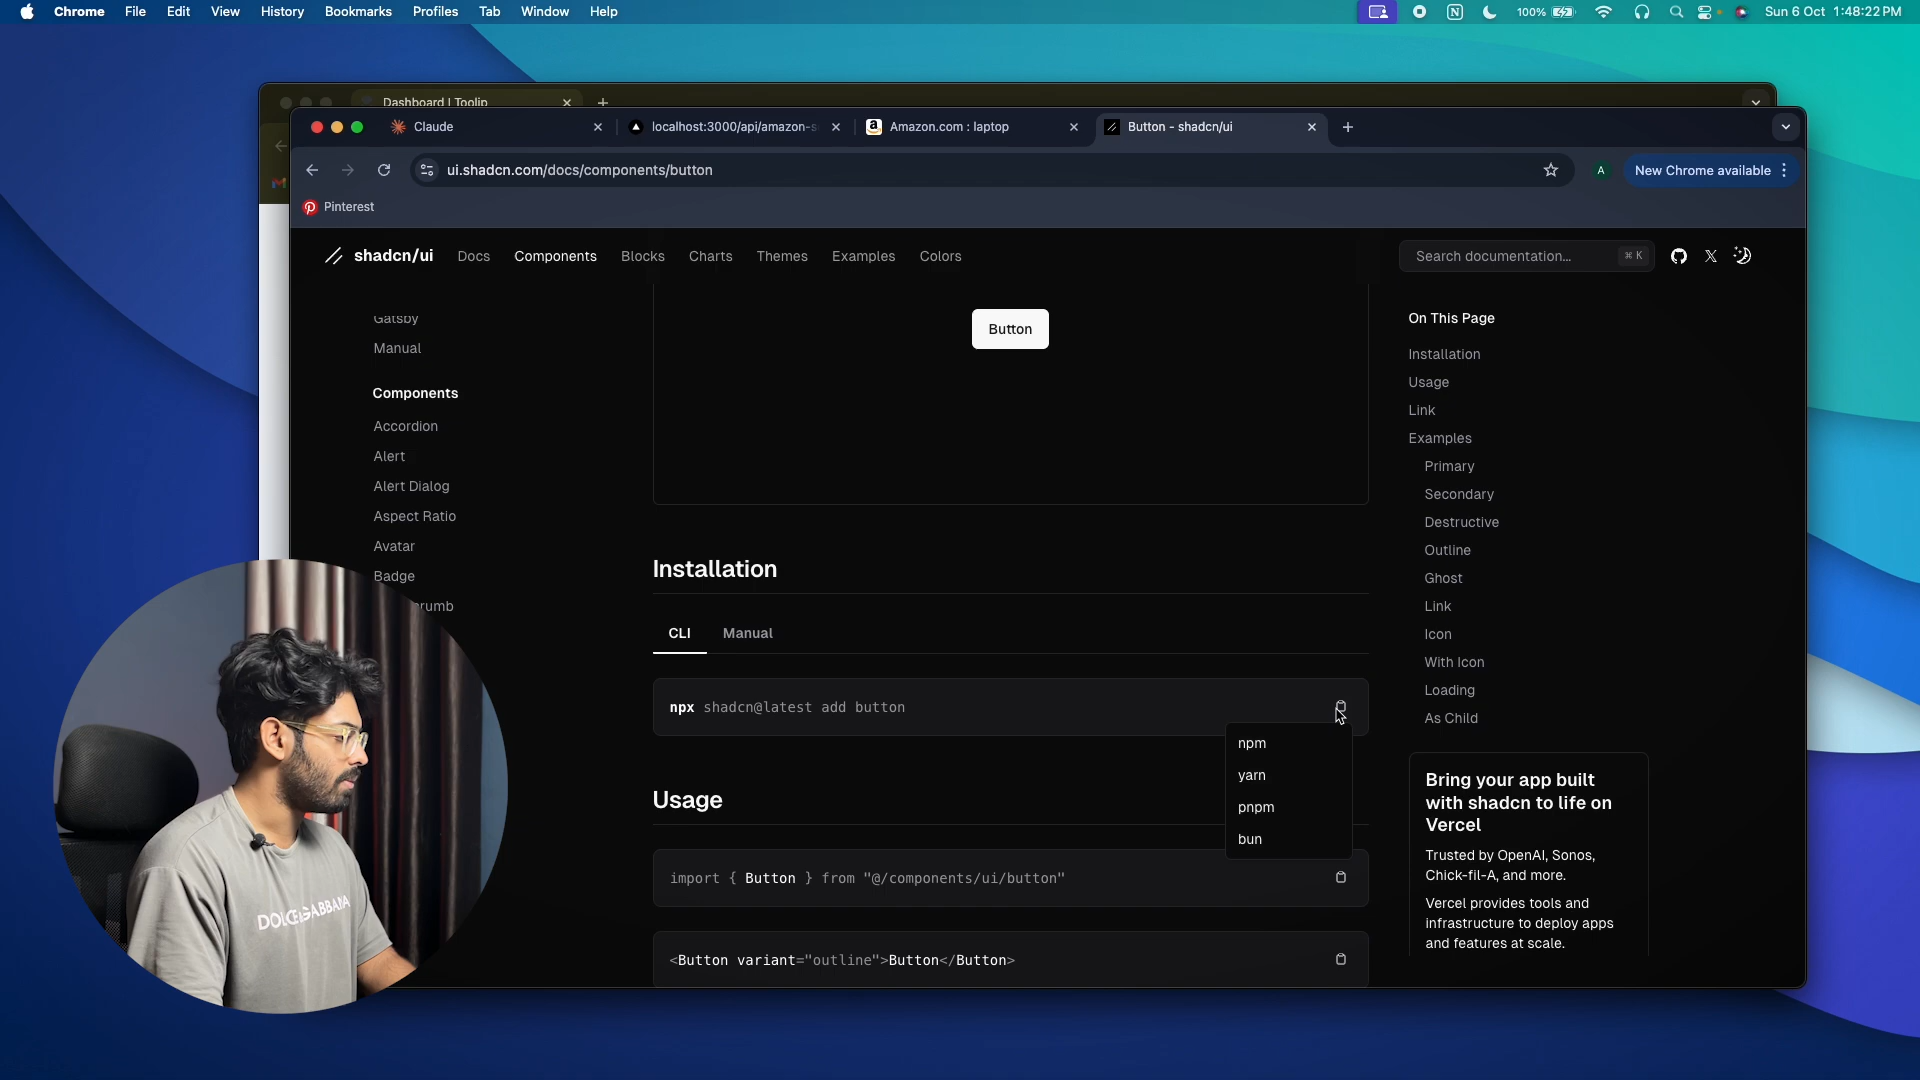 Chrome File Edit View History Bookmarks Profiles Tab Window Help
100% Sun 6 Oct 1:48:22 PM
Dashboard | Toolip
Claude
localhost:3000/api/amazon-s
Amazon.com : laptop
Button - shadcn/ui
ui.shadcn.com/docs/components/button
A
New Chrome available
Pinterest
shadcn/ui Docs Components Blocks Charts Themes Examples Colors
Search documentation... ⌘ K
Gatsby
Manual
Components
Accordion
Alert
Alert Dialog
Aspect Ratio
Avatar
Badge
rumb
Button
Installation
CLI Manual
npx shadcn@latest add button
npm
yarn
pnpm
bun
Usage
import { Button } from "@/components/ui/button"
<Button variant="outline">Button</Button>
On This Page
Installation
Usage
Link
Examples
Primary
Secondary
Destructive
Outline
Ghost
Link
Icon
With Icon
Loading
As Child
Bring your app built
with shadcn to life on
Vercel
Trusted by OpenAI, Sonos,
Chick-fil-A, and more.
Vercel provides tools and
infrastructure to deploy apps
and features at scale.
DOLCE&GABBANA